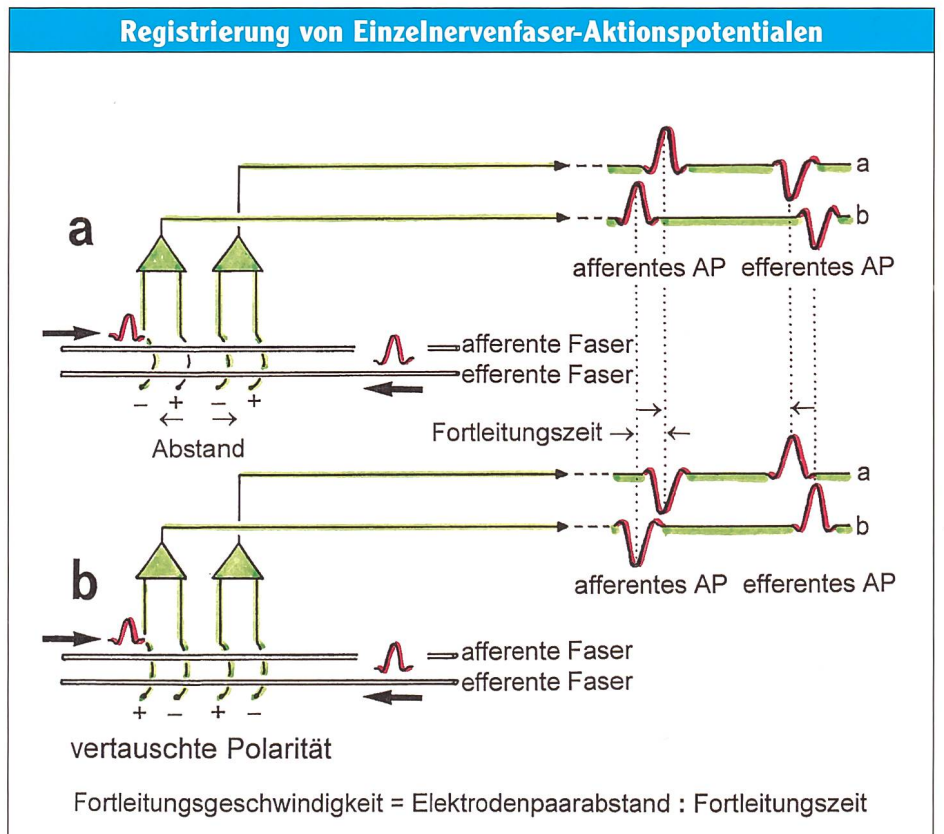 Registrierung von Einzelnervenfaser-Aktionspotentialen
a
a
b
afferentes AP efferentes AP
afferente Faser
efferente Faser
− + − +
Abstand
Fortleitungszeit
a
b
b
afferentes AP efferentes AP
afferente Faser
efferente Faser
+ − + −
vertauschte Polarität
Fortleitungsgeschwindigkeit = Elektrodenpaarabstand : Fortleitungszeit